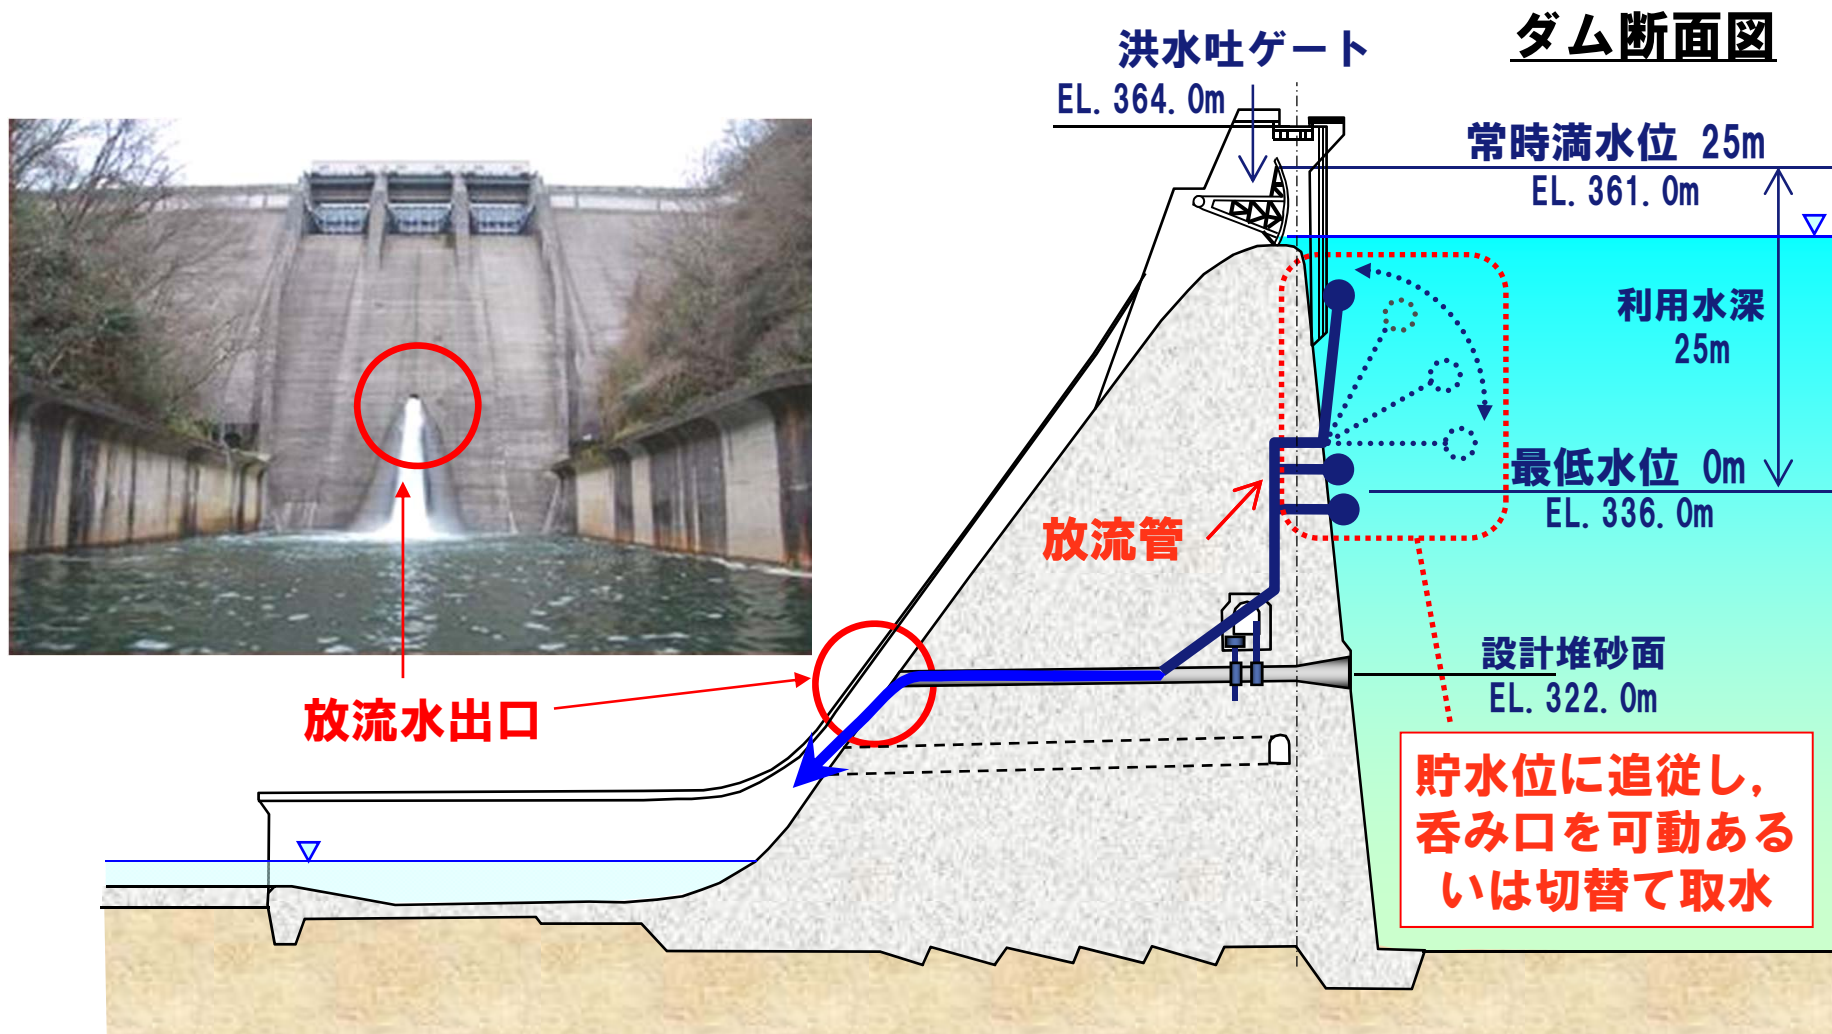 ダム断面図
洪水吐ゲート
EL. 364. 0m
常時満水位 25m
EL. 361. 0m
利用水深
25m
最低水位 0m
EL. 336. 0m
放流管
設計堆砂面
EL. 322. 0m
放流水出口
貯水位に追従し,
呑み口を可動ある
いは切替て取水